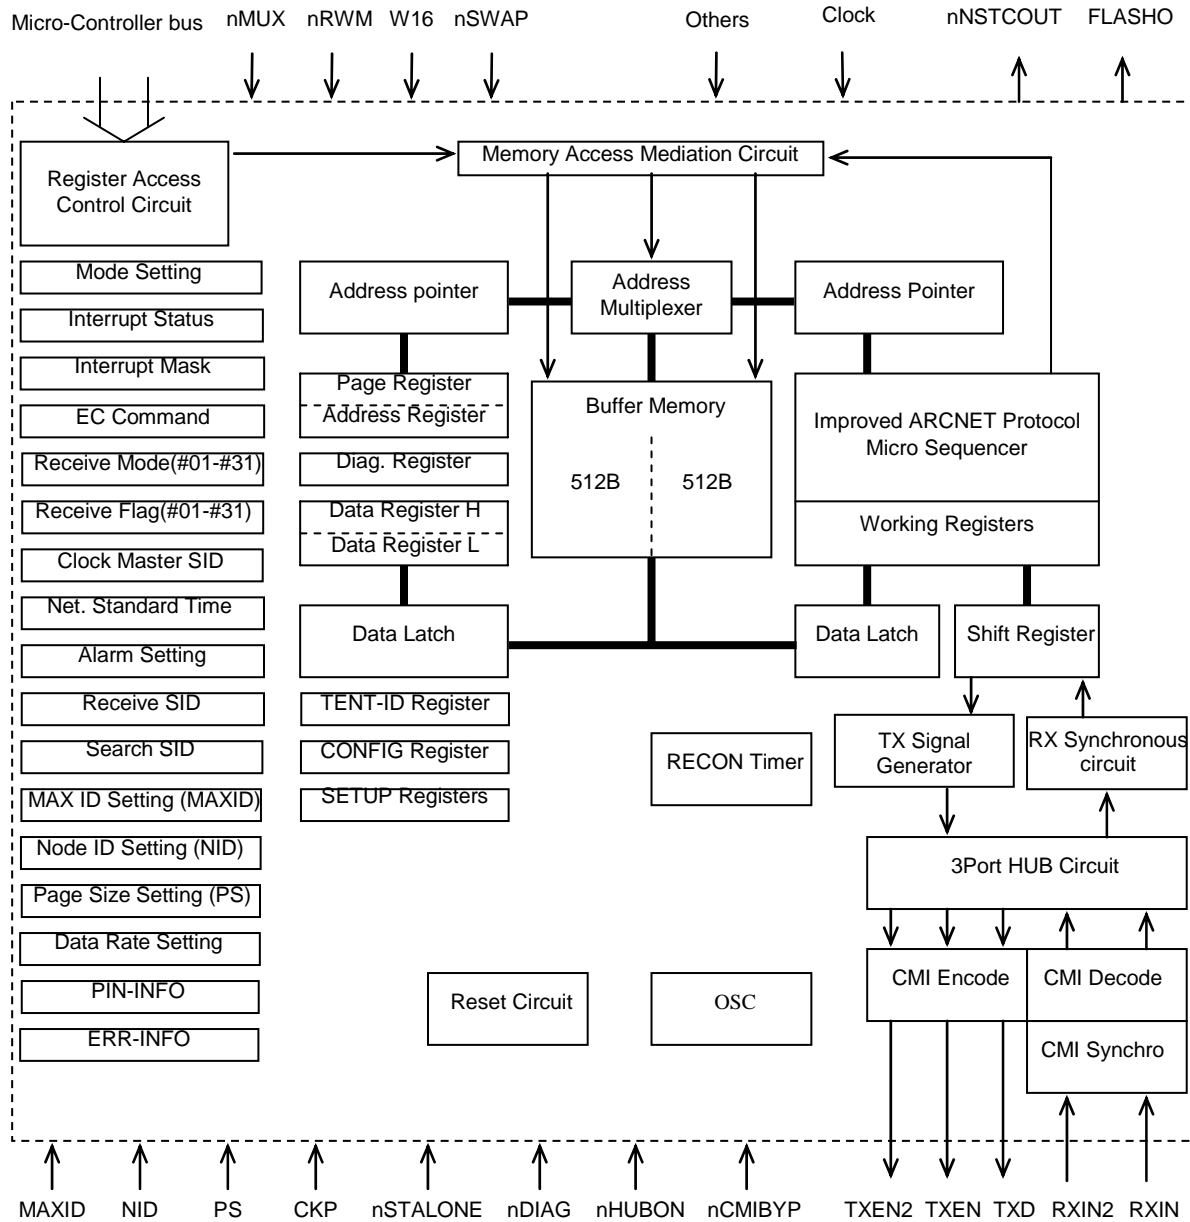 Micro-Controller bus
nMUX
nRWM
W16
nSWAP
Others
Clock
nNSTCOUT
FLASHO
Register Access
Control Circuit
Memory Access Mediation Circuit
Mode Setting
Interrupt Status
Interrupt Mask
EC Command
Receive Mode(#01-#31)
Receive Flag(#01-#31)
Clock Master SID
Net. Standard Time
Alarm Setting
Receive SID
Search SID
MAX ID Setting (MAXID)
Node ID Setting (NID)
Page Size Setting (PS)
Data Rate Setting
PIN-INFO
ERR-INFO
Address pointer
Address
Multiplexer
Address Pointer
Page Register
Address Register
Diag. Register
Data Register H
Data Register L
Data Latch
TENT-ID Register
CONFIG Register
SETUP Registers
Buffer Memory
512B
512B
Improved ARCNET Protocol
Micro Sequencer
Working Registers
Data Latch
Shift Register
RECON Timer
TX Signal
Generator
RX Synchronous
circuit
3Port HUB Circuit
CMI Encode
CMI Decode
CMI Synchro
Reset Circuit
OSC
MAXID
NID
PS
CKP
nSTALONE
nDIAG
nHUBON
nCMIBYP
TXEN2
TXEN
TXD
RXIN2
RXIN